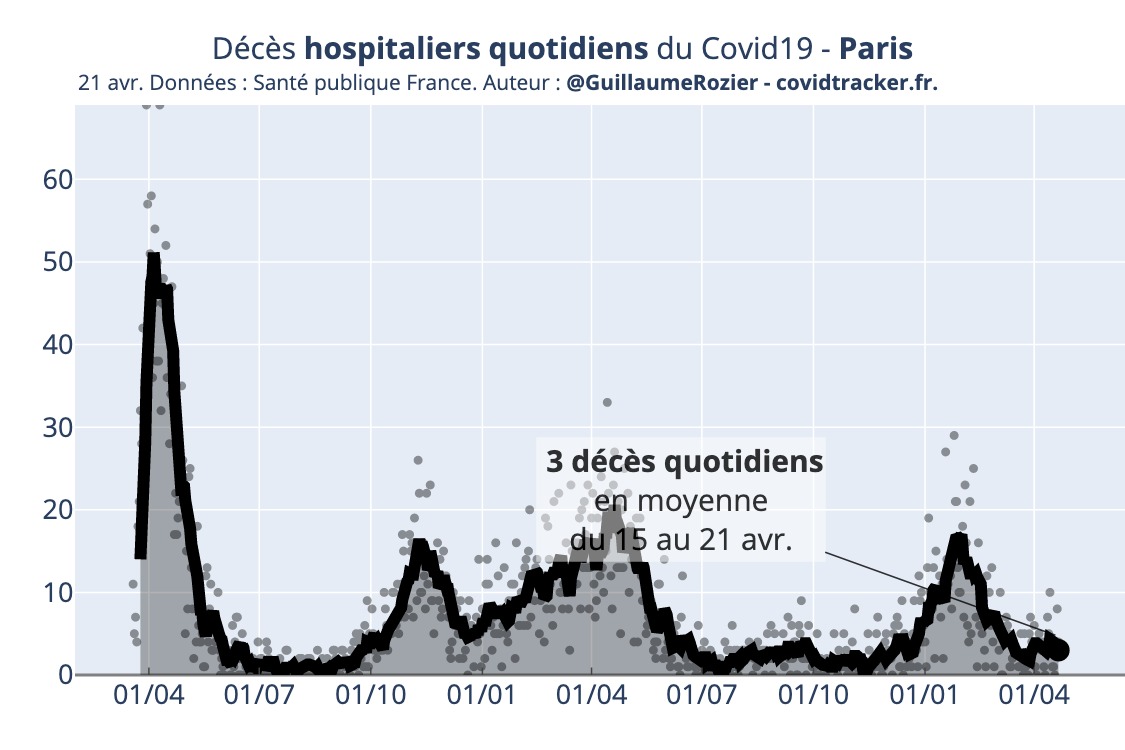 Décès hospitaliers quotidiens du Covid19 - Paris
21 avr. Données : Santé publique France. Auteur : @GuillaumeRozier - covidtracker.fr.
60
50
40
30
3 décès quotidiens
en moyenne
du 15 au 21 avr.
20
10
0
01/04 01/07 01/10 01/01 01/04 01/07 01/10 01/01 01/04